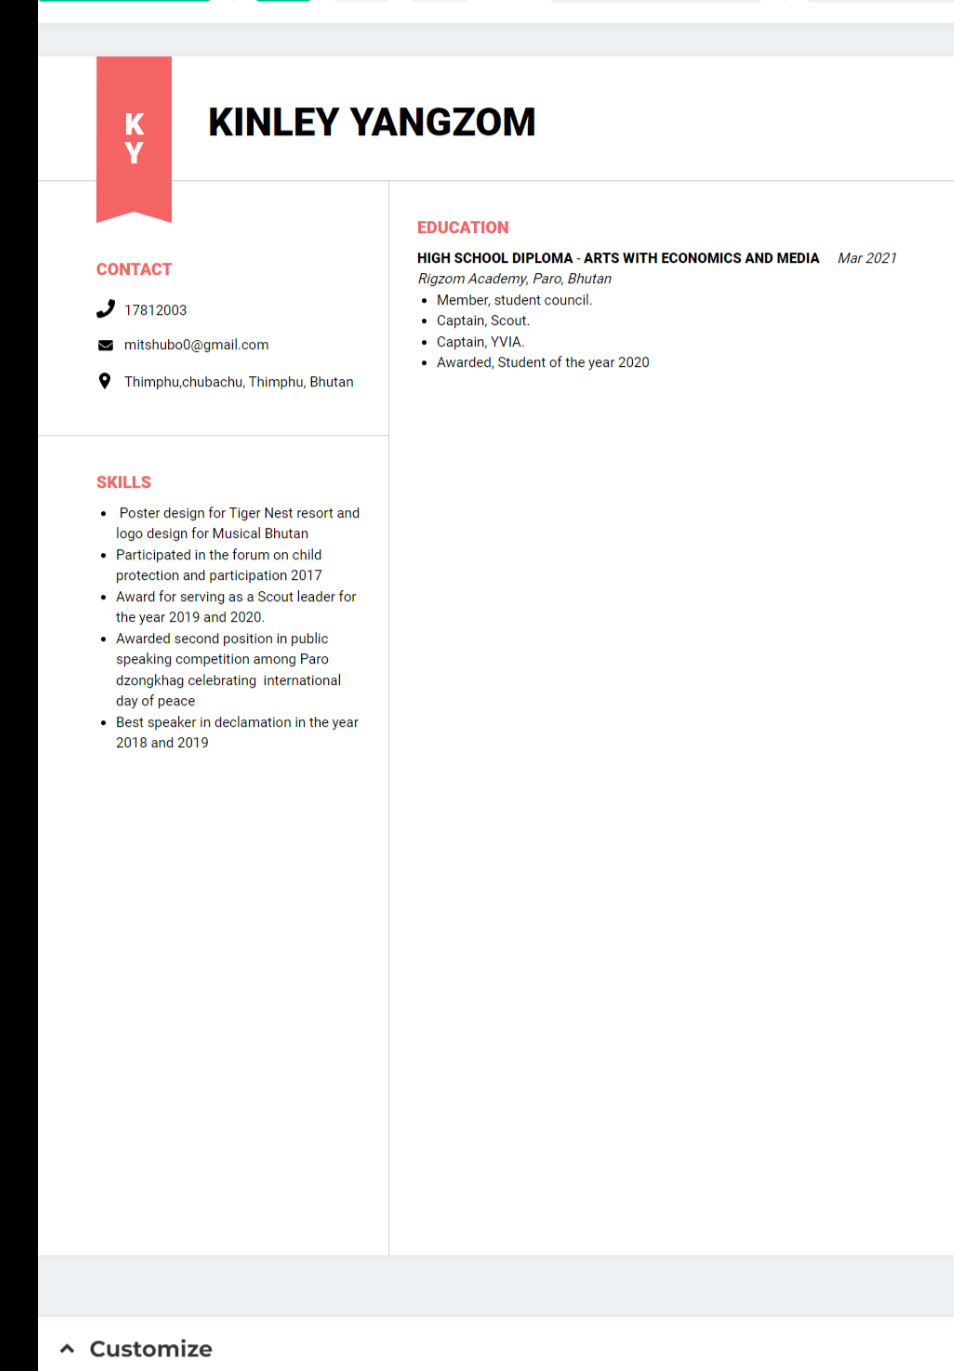 K
Y
KINLEY YANGZOM
CONTACT
17812003
mitshubo0@gmail.com
Thimphu,chubachu, Thimphu, Bhutan
SKILLS
Poster design for Tiger Nest resort and
logo design for Musical Bhutan
Participated in the forum on child
protection and participation 2017
Award for serving as a Scout leader for
the year 2019 and 2020.
Awarded second position in public
speaking competition among Paro
dzongkhag celebrating  international
day of peace
Best speaker in declamation in the year
2018 and 2019
EDUCATION
HIGH SCHOOL DIPLOMA - ARTS WITH ECONOMICS AND MEDIA Mar 2021
Rigzom Academy, Paro, Bhutan
Member, student council.
Captain, Scout.
Captain, YVIA.
Awarded, Student of the year 2020
Customize